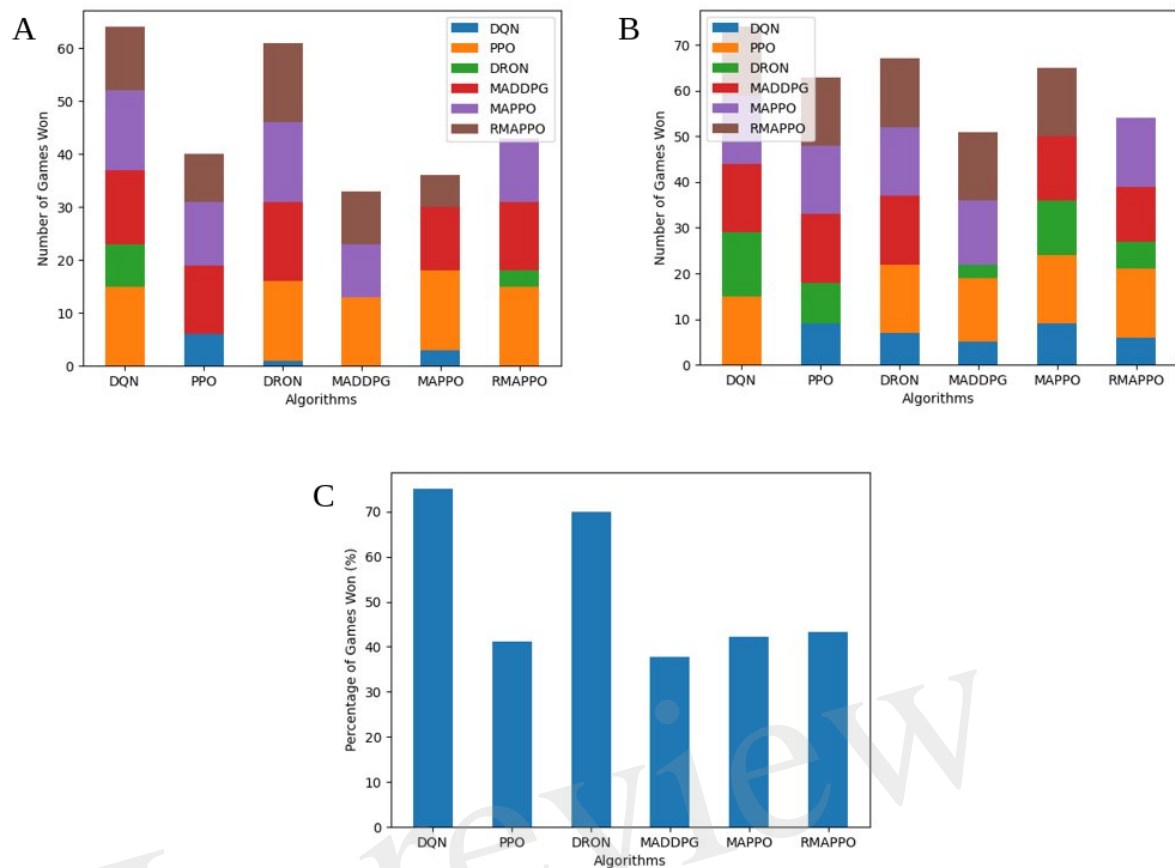 A
Number of Games Won
60
50
40
30
20
10
0
DQN
PPO
DRON
MADDPG
MAPPO
RMAPPO
DQN PPO DRON MADDPG MAPPO RMAPPO
Algorithms
B
Number of Games Won
70
60
50
40
30
20
10
0
DQN
PPO
DRON
MADDPG
MAPPO
RMAPPO
DQN PPO DRON MADDPG MAPPO RMAPPO
Algorithms
C
Percentage of Games Won (%)
70
60
50
40
30
20
10
0
DQN PPO DRON MADDPG MAPPO RMAPPO
Algorithms
review